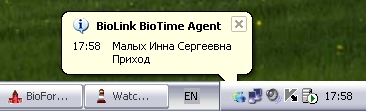 BioLink BioTime Agent
17:58 Малых Инна Сергеевна
Приход
BioFor... Watc... EN 17:58